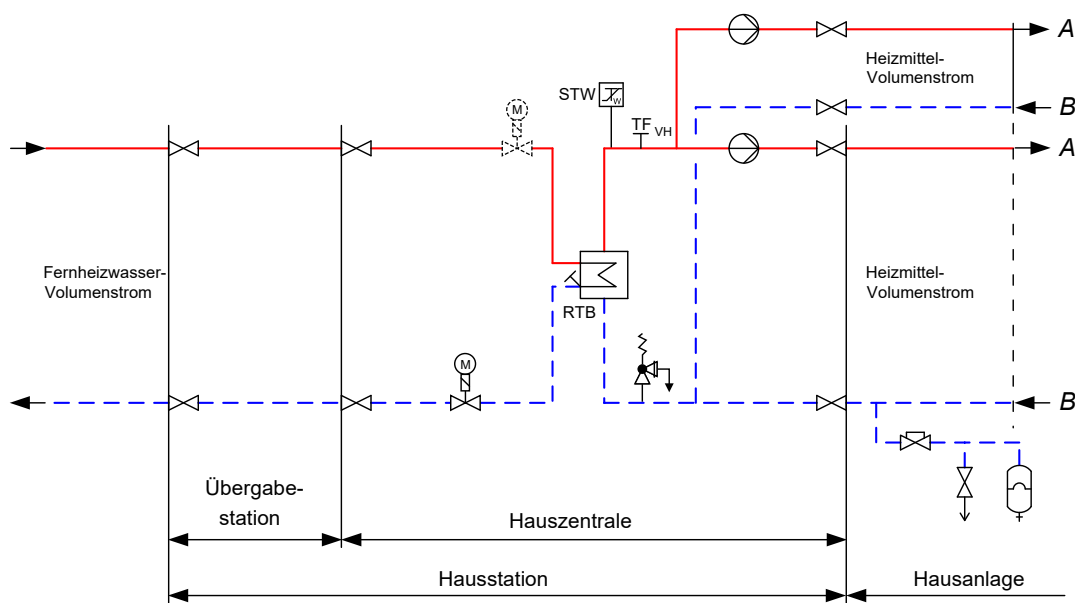 A
Heizmittel-
Volumenstrom
B
M
STW
W
TF VH
A
Fernheizwasser-
Volumenstrom
Heizmittel-
Volumenstrom
RTB
M
B
Übergabe-
station
Hauszentrale
Hausstation
Hausanlage